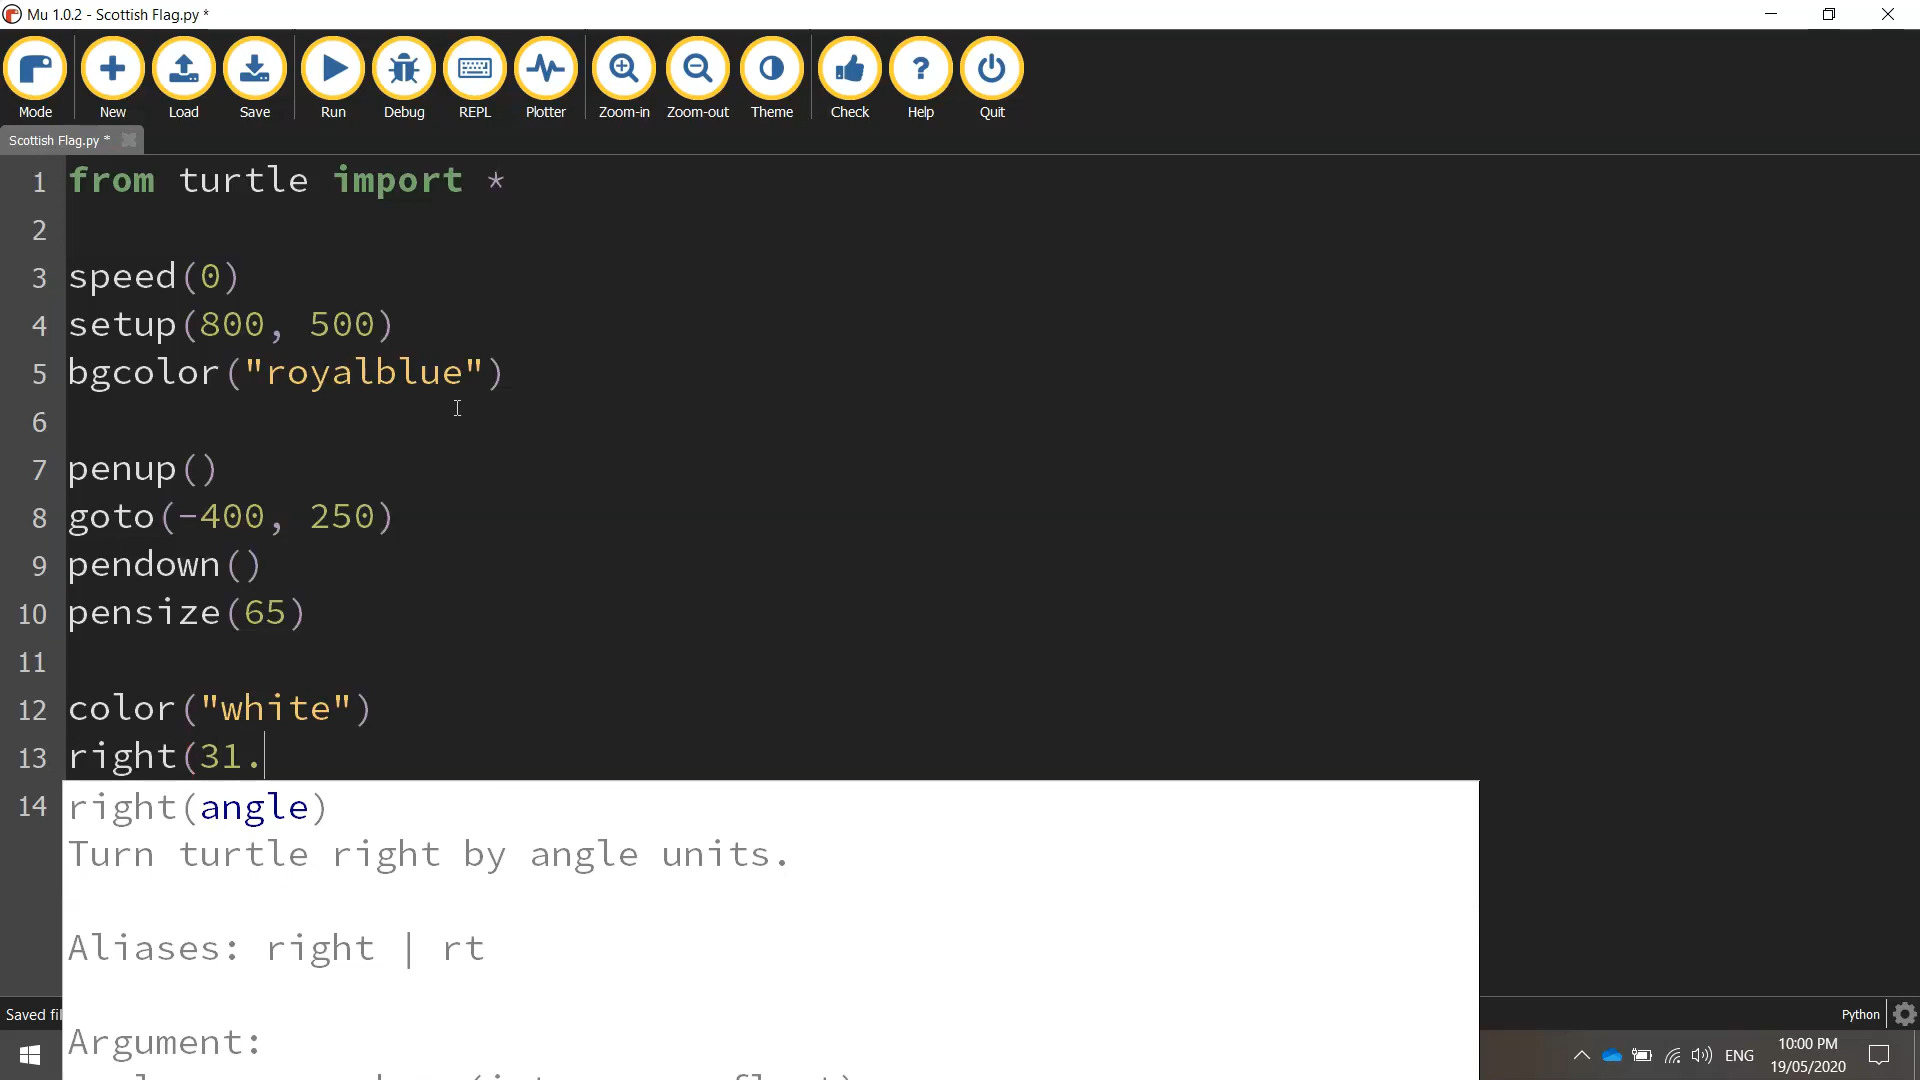 Mu 1.0.2 - Scottish Flag.py *
Mode New Load Save Run Debug REPL Plotter Zoom-in Zoom-out Theme Check Help Quit
Scottish Flag.py *
1 from turtle import *
2
3 speed(0)
4 setup(800, 500)
5 bgcolor("royalblue")
6
7 penup()
8 goto(-400, 250)
9 pendown()
10 pensize(65)
11
12 color("white")
13 right(31.
14
right(angle)
Turn turtle right by angle units.
Aliases: right | rt
Argument:
Saved
Python
ENG
10:00 PM
19/05/2020